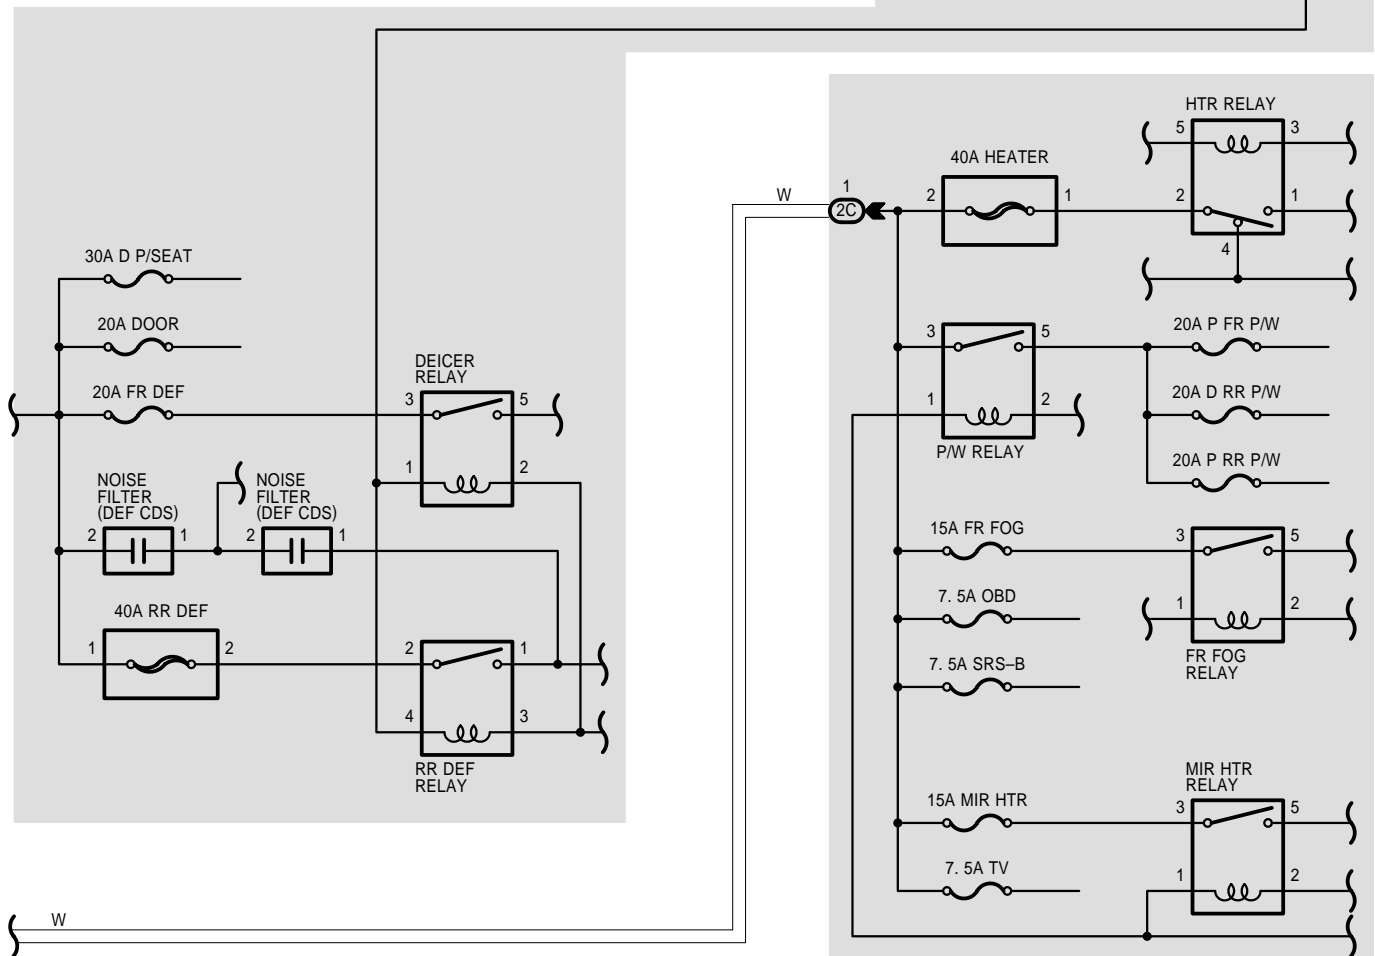 HTR RELAY
5
3
40A HEATER
1
W
2C
2
1
2
1
4
30A D P/SEAT
20A DOOR
20A FR DEF
DEICER
RELAY
3
5
1
2
3
5
1
2
P/W RELAY
20A P FR P/W
20A D RR P/W
20A P RR P/W
NOISE
FILTER
(DEF CDS)
2
1
NOISE
FILTER
(DEF CDS)
2
1
15A FR FOG
3
5
7. 5A OBD
1
2
FR FOG
RELAY
40A RR DEF
1
2
2
1
7. 5A SRS–B
4
3
RR DEF
RELAY
MIR HTR
RELAY
15A MIR HTR
3
5
7. 5A TV
1
2
W